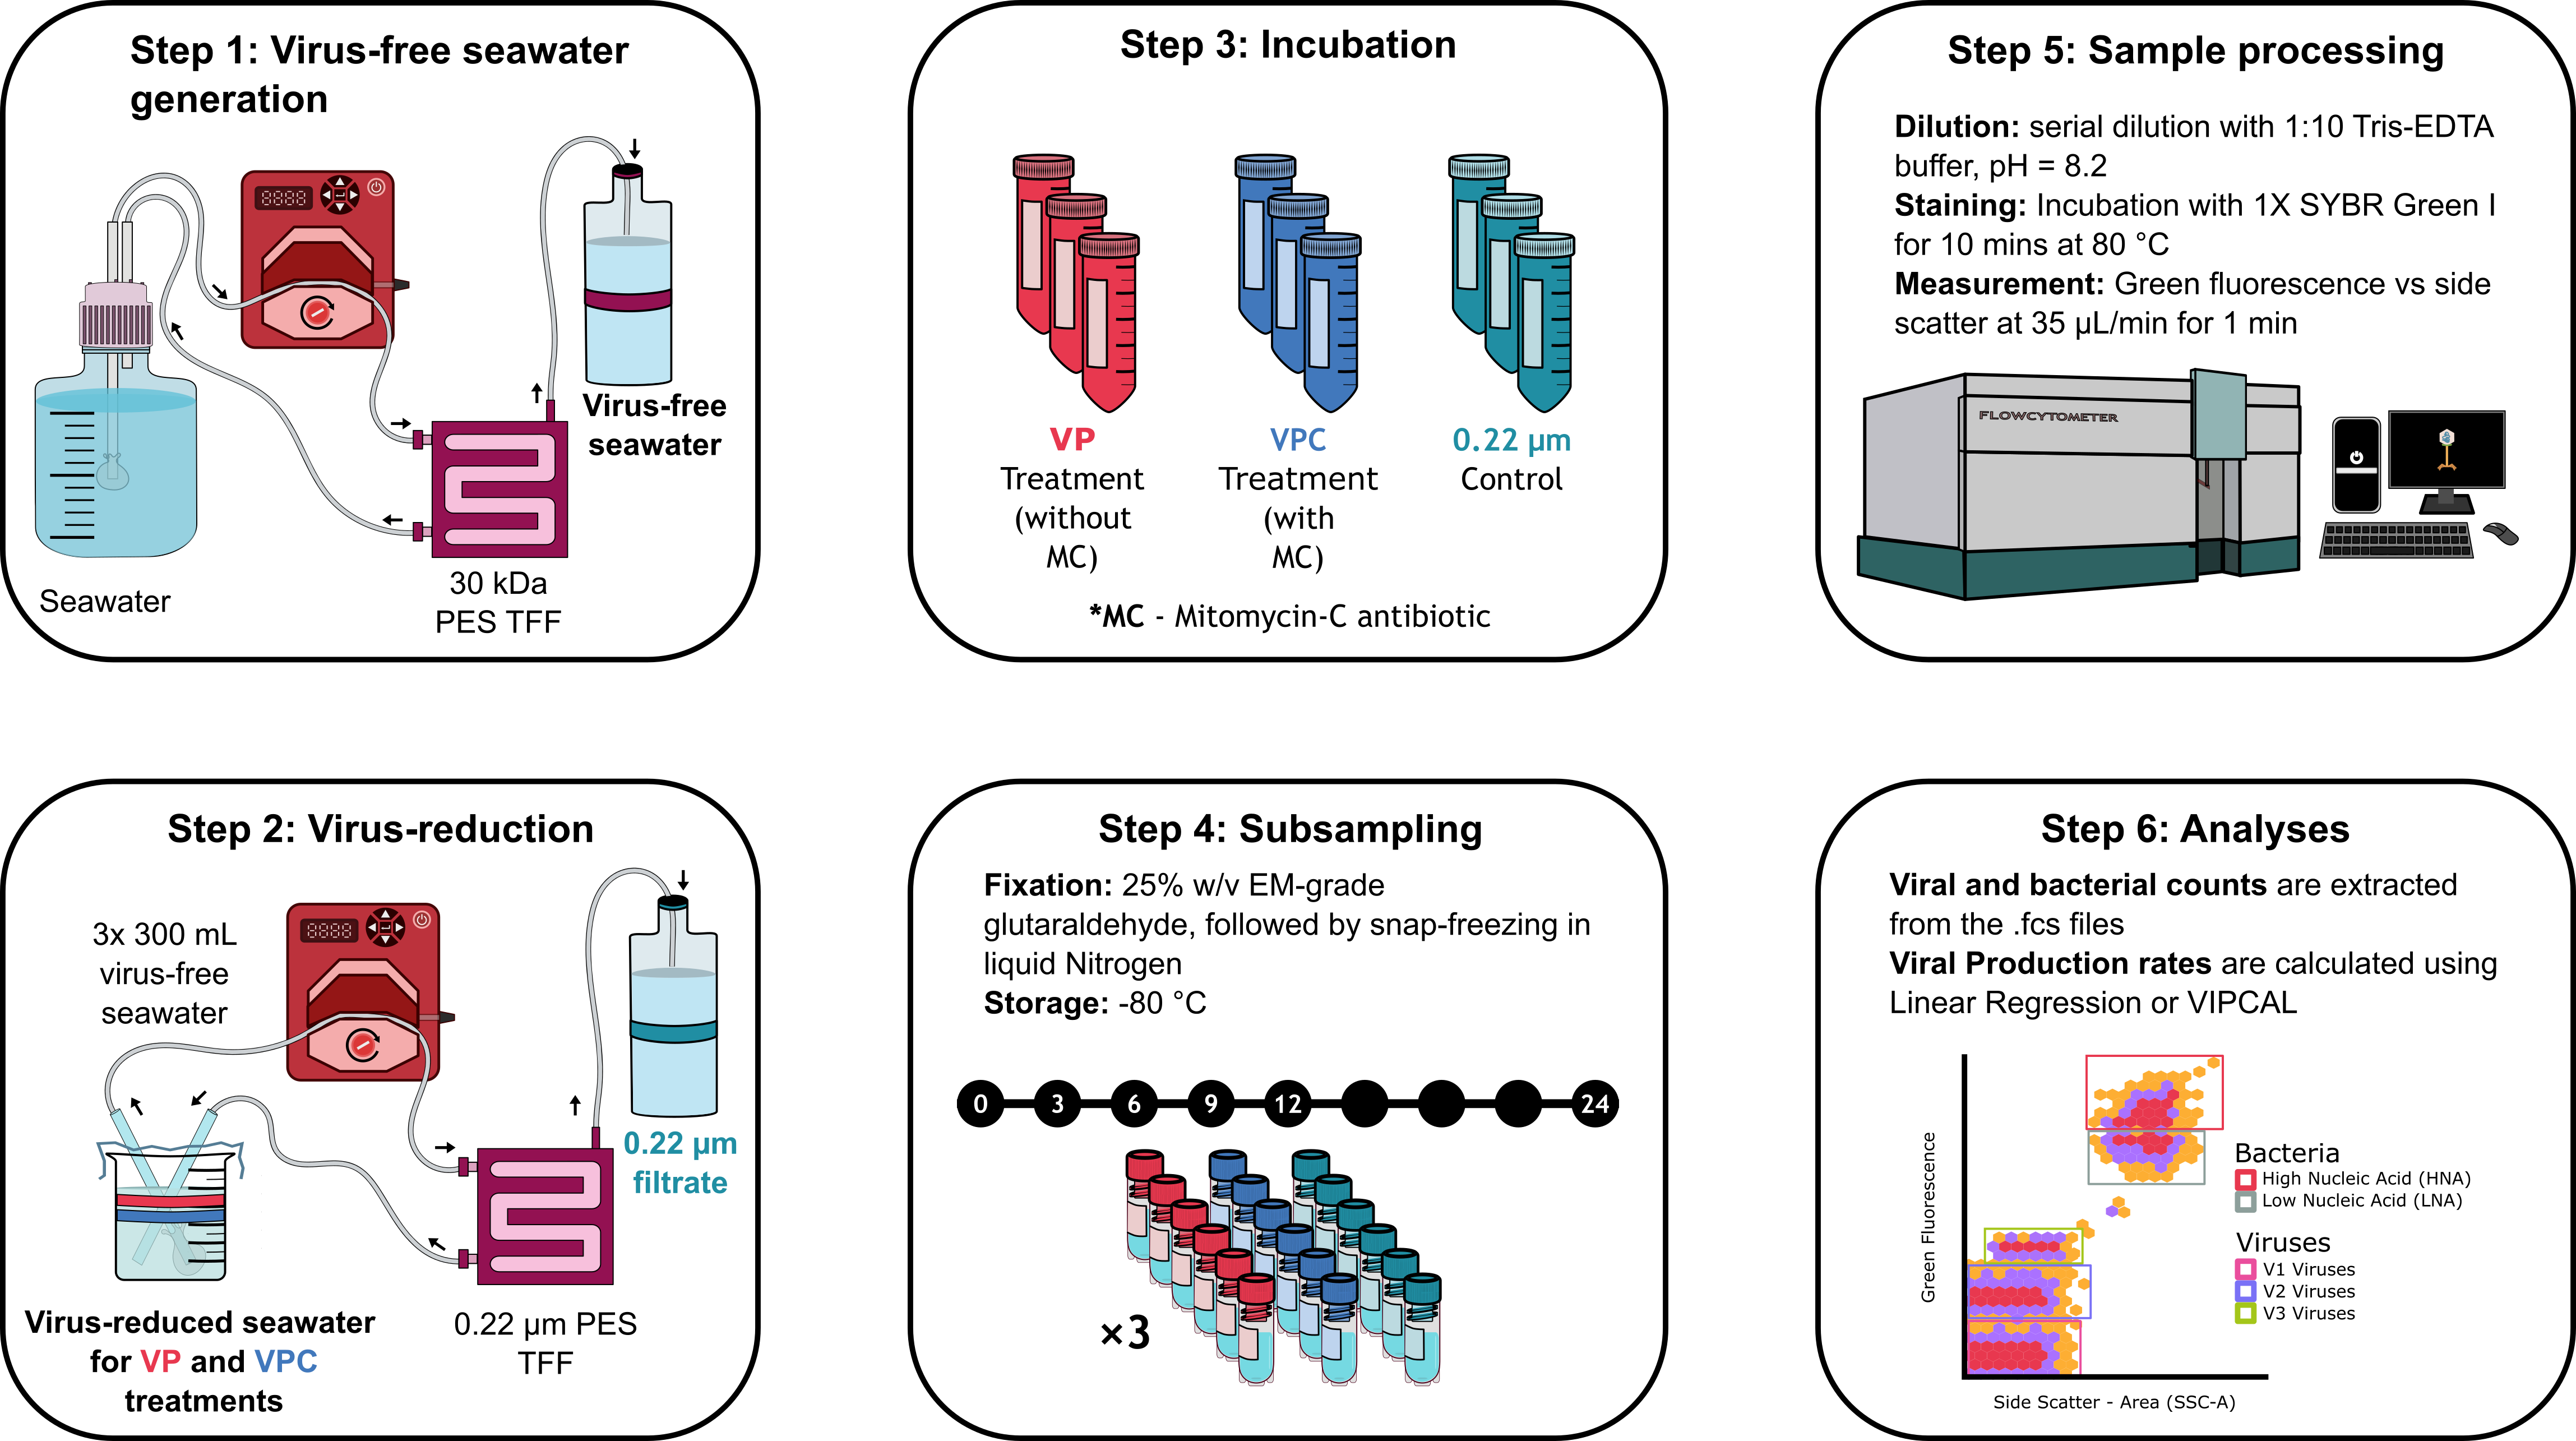 Step 1: Virus-free seawater
generation
Virus-free
seawater
Seawater
30 kDa
PES TFF
Step 2: Virus-reduction
3x 300 mL
virus-free
seawater
0.22 µm
filtrate
Virus-reduced seawater
for VP and VPC
treatments
0.22 µm PES
TFF
Step 3: Incubation
VP
Treatment
(without
MC)
VPC
Treatment
(with
MC)
0.22 µm
Control
*MC - Mitomycin-C antibiotic
Step 4: Subsampling
Fixation: 25% w/v EM-grade
glutaraldehyde, followed by snap-freezing in
liquid Nitrogen
Storage: -80 °C
0 3 6 9 12 24
×3
Step 5: Sample processing
Dilution: serial dilution with 1:10 Tris-EDTA
buffer, pH = 8.2
Staining: Incubation with 1X SYBR Green I
for 10 mins at 80 °C
Measurement: Green fluorescence vs side
scatter at 35 µL/min for 1 min
FLOWCYTOMETER
Step 6: Analyses
Viral and bacterial counts are extracted
from the .fcs files
Viral Production rates are calculated using
Linear Regression or VIPCAL
Green Fluorescence
Bacteria
High Nucleic Acid (HNA)
Low Nucleic Acid (LNA)
Viruses
V1 Viruses
V2 Viruses
V3 Viruses
Side Scatter - Area (SSC-A)